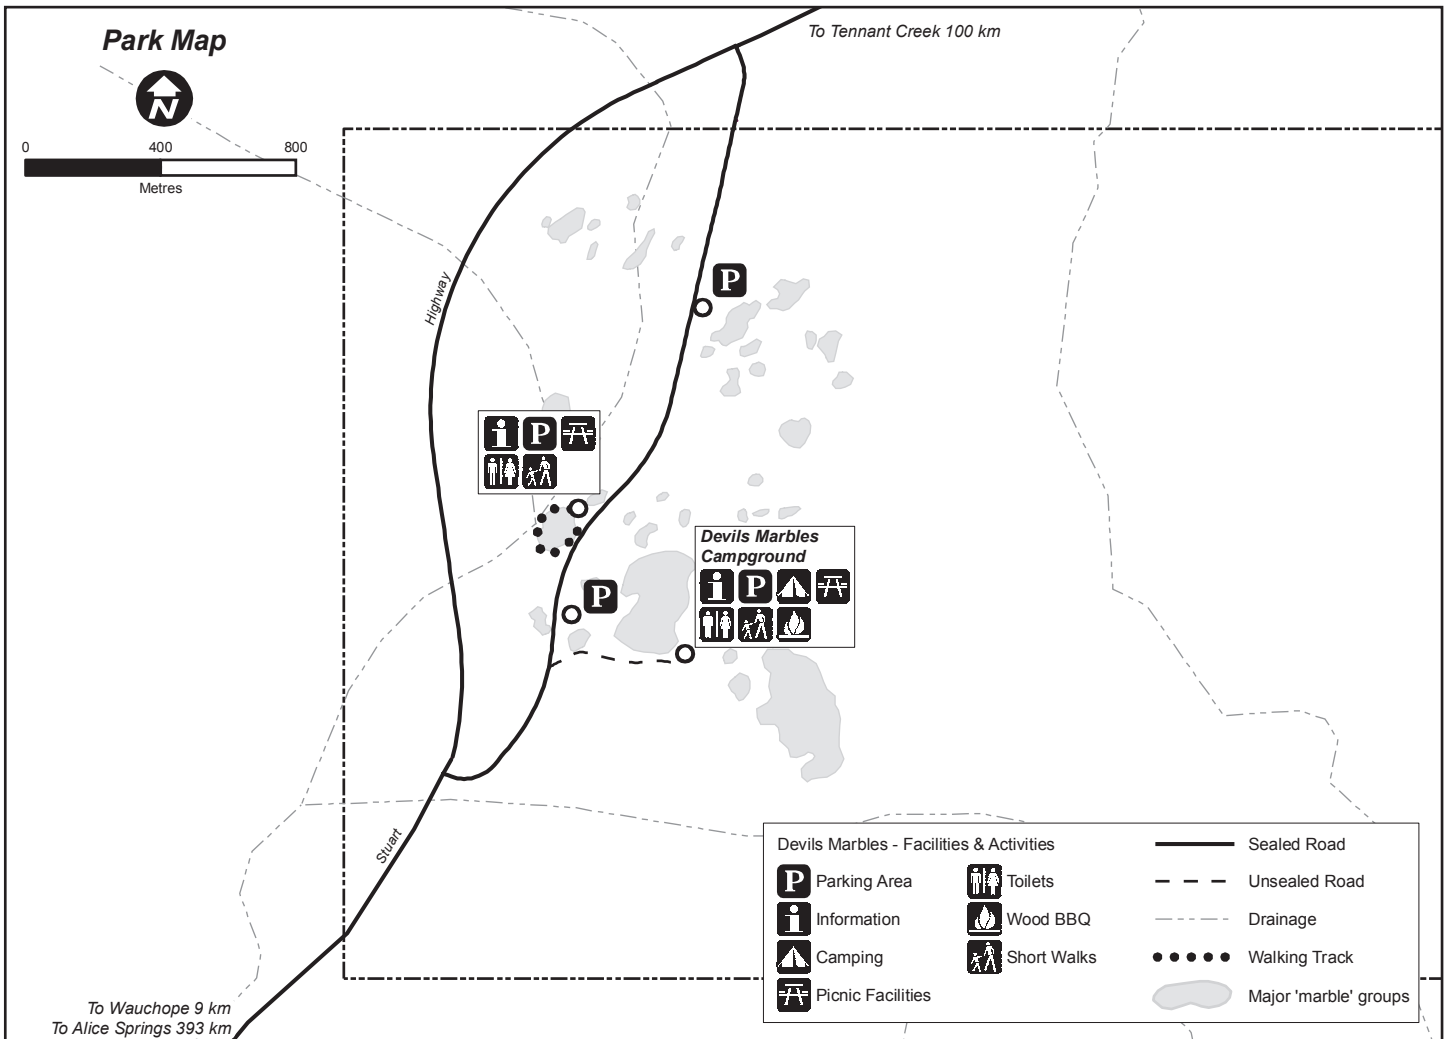 Park Map
To Tennant Creek 100 km
N
0 400 800
Metres
P
Highway
i P
Devils Marbles
Campground
i P
P
Stuart
Devils Marbles - Facilities & Activities
P Parking Area
i Information
Camping
Picnic Facilities
Toilets
Wood BBQ
Short Walks
Sealed Road
Unsealed Road
Drainage
Walking Track
Major 'marble' groups
To Wauchope 9 km
To Alice Springs 393 km